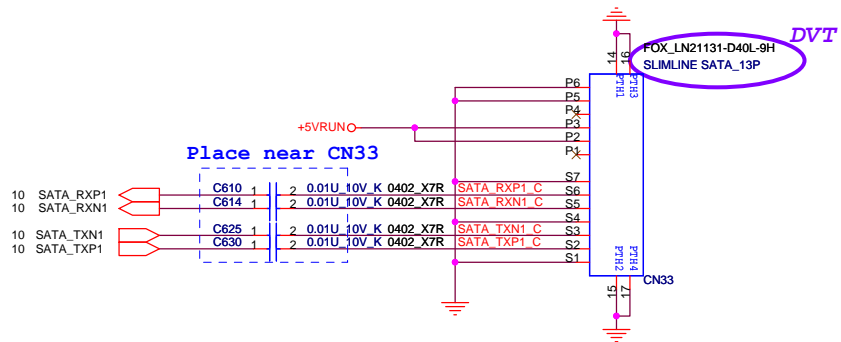 DVT
FOX_LN21131-D40L-9H
SLIMLINE SATA_13P
14
16
PTH1
PTH3
P6
P5
P4
P3
+5VRUN
P2
P1
Place near CN33
S7
C610 1 2 0.01U_10V_K 0402_X7R SATA_RXP1_C S6
10 SATA_RXP1
C614 1 2 0.01U_10V_K 0402_X7R SATA_RXN1_C S5
10 SATA_RXN1
S4
C625 1 2 0.01U_10V_K 0402_X7R SATA_TXN1_C S3
10 SATA_TXN1
C630 1 2 0.01U_10V_K 0402_X7R SATA_TXP1_C S2
10 SATA_TXP1
S1
PTH2
PTH4
CN33
15
17